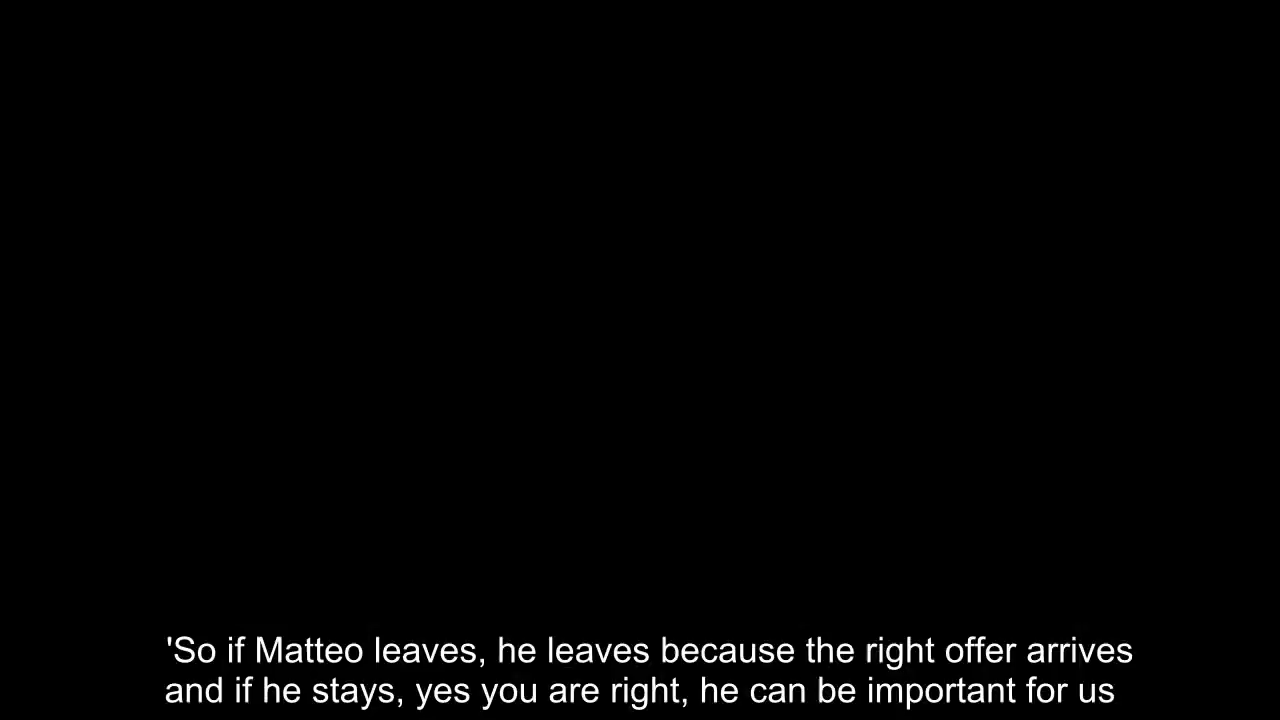 'So if Matteo leaves, he leaves because the right offer arrives
and if he stays, yes you are right, he can be important for us